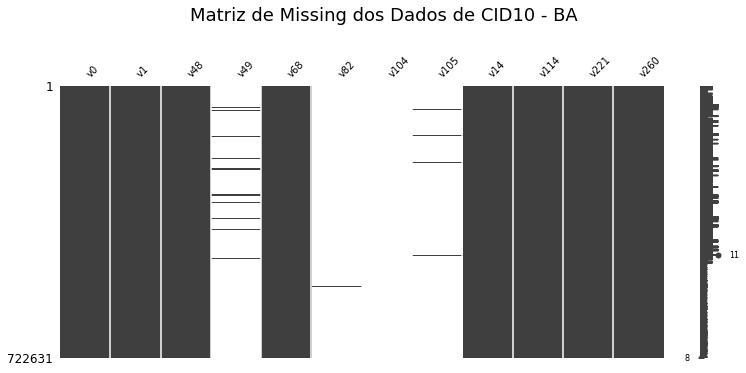 Matriz de Missing dos Dados de CID10 - BA
v0 v1 v48 v49 v68 v82 v104 v105 v14 v114 v221 v260
1
11
722631 8